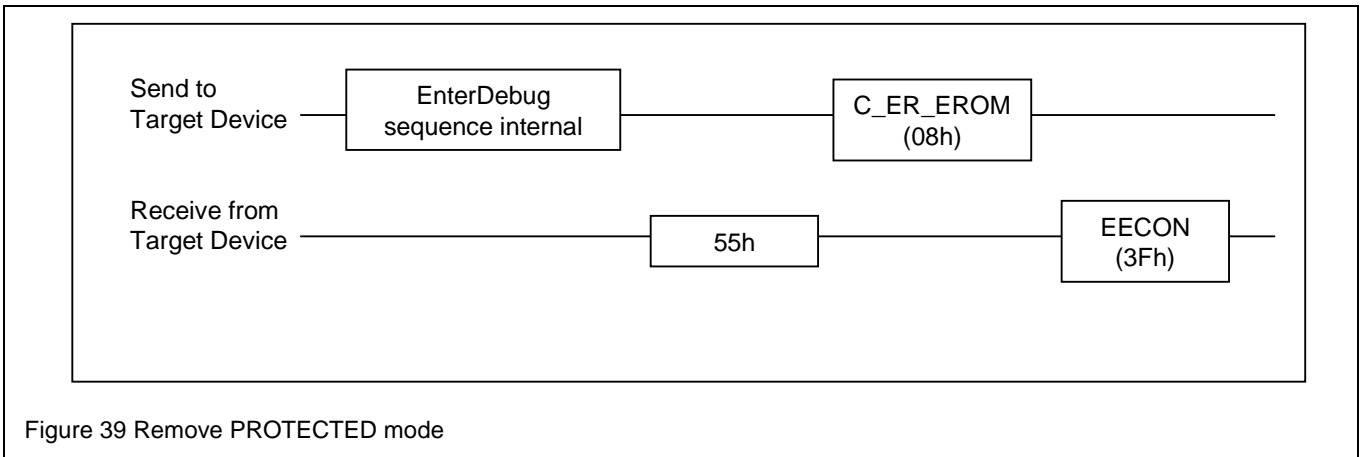 Send to
Target Device
EnterDebug
sequence internal
C_ER_EROM
(08h)
Receive from
Target Device
55h
EECON
(3Fh)
Figure 39 Remove PROTECTED mode